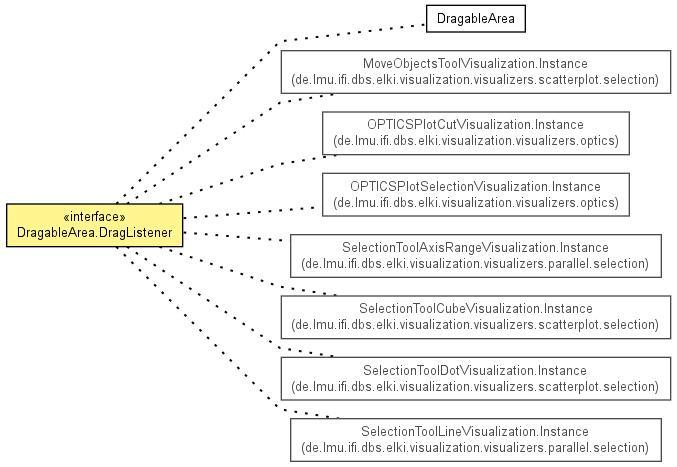 DragableArea
MoveObjectsToolVisualization.Instance
(de.lmu.ifi.dbs.elki.visualization.visualizers.scatterplot.selection)
OPTICSPlotCutVisualization.Instance
(de.lmu.ifi.dbs.elki.visualization.visualizers.optics)
OPTICSPlotSelectionVisualization.Instance
(de.lmu.ifi.dbs.elki.visualization.visualizers.optics)
«interface»
DragableArea.DragListener
SelectionToolAxisRangeVisualization.Instance
(de.lmu.ifi.dbs.elki.visualization.visualizers.parallel.selection)
SelectionToolCubeVisualization.Instance
(de.lmu.ifi.dbs.elki.visualization.visualizers.scatterplot.selection)
SelectionToolDotVisualization.Instance
(de.lmu.ifi.dbs.elki.visualization.visualizers.scatterplot.selection)
SelectionToolLineVisualization.Instance
(de.lmu.ifi.dbs.elki.visualization.visualizers.parallel.selection)